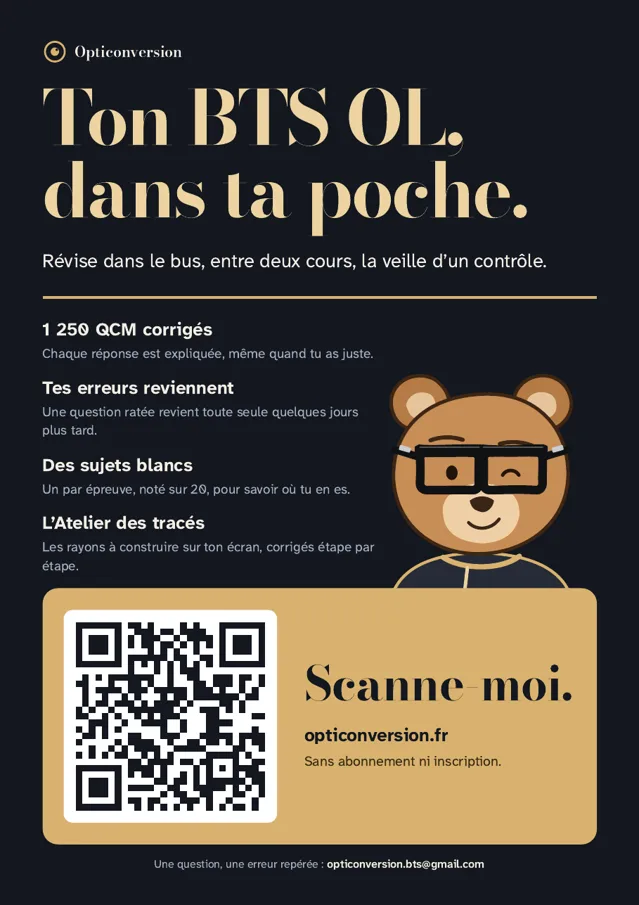 Opticonversion
Ton BTS OL,
dans ta poche.
Révise dans le bus, entre deux cours, la veille d’un contrôle.
1 250 QCM corrigés
Chaque réponse est expliquée, même quand tu as juste.
Tes erreurs reviennent
Une question ratée revient toute seule quelques jours
plus tard.
Des sujets blancs
Un par épreuve, noté sur 20, pour savoir où tu en es.
L’Atelier des tracés
Les rayons à construire sur ton écran, corrigés étape par
étape.
Scanne-moi.
opticonversion.fr
Sans abonnement ni inscription.
Une question, une erreur repérée : opticonversion.bts@gmail.com